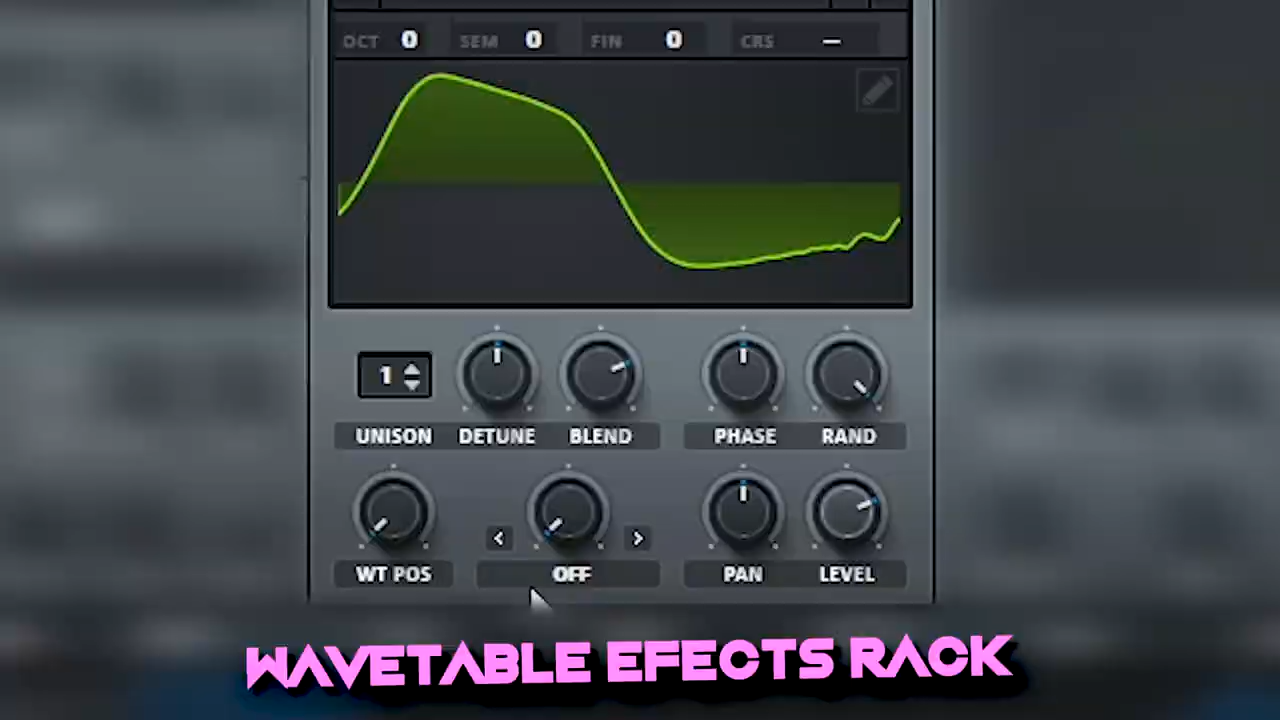 OCT 0 SEM 0 FIN 0 CRS –
1
UNISON DETUNE BLEND PHASE RAND
< >
WT POS OFF PAN LEVEL
WAVETABLE EFECTS RACK